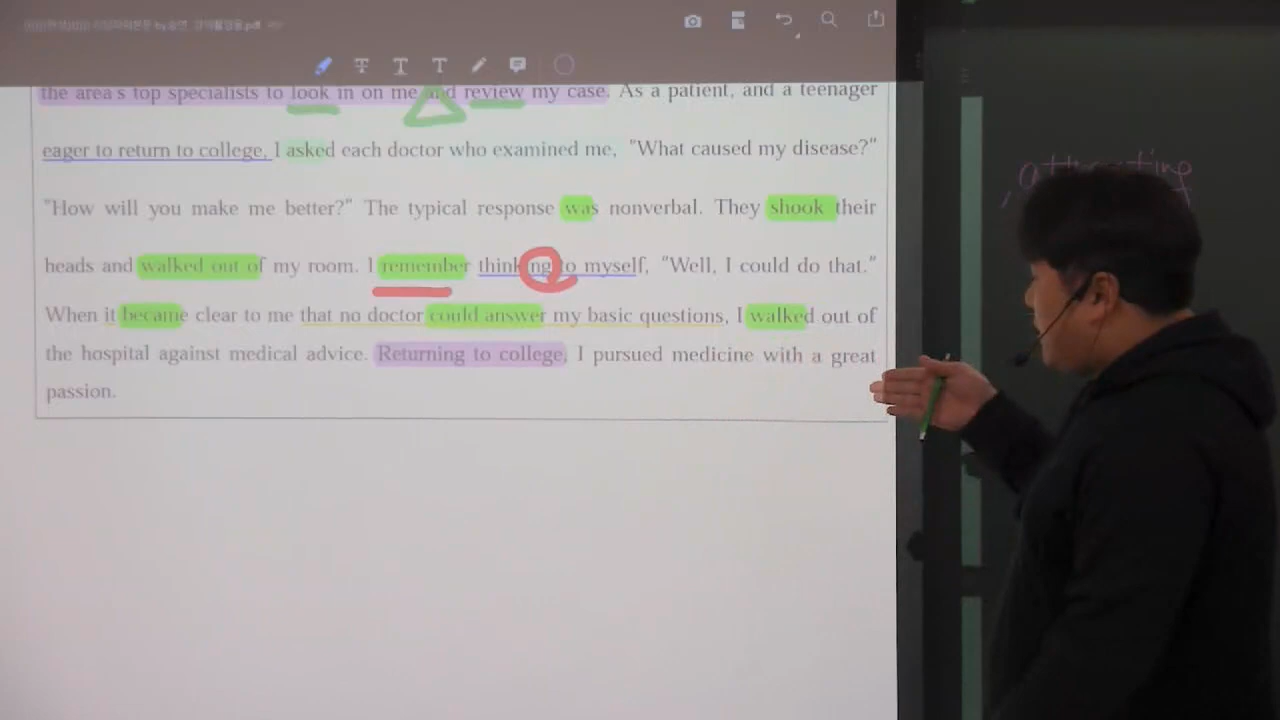 the area's top specialists to look in on me and review my case. As a patient, and a teenager
eager to return to college, I asked each doctor who examined me, "What caused my disease?"
"How will you make me better?" The typical response was nonverbal. They shook their
heads and walked out of my room. I remember thinking to myself, "Well, I could do that."
When it became clear to me that no doctor could answer my basic questions, I walked out of
the hospital against medical advice. Returning to college, I pursued medicine with a great
passion.